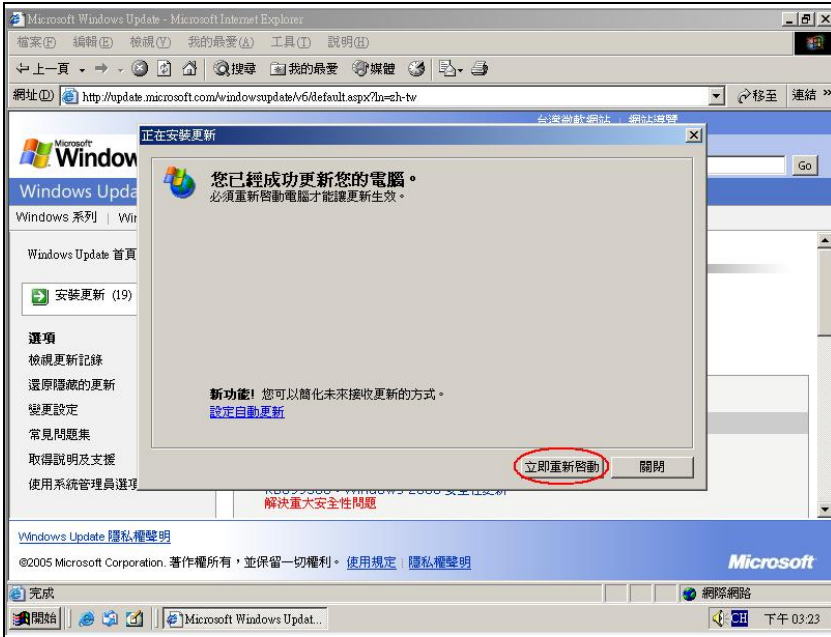 Microsoft Windows Update - Microsoft Internet Explorer
檔案(F) 編輯(E) 檢視(V) 我的最愛(A) 工具(T) 說明(H)
上一頁 搜尋 我的最愛 媒體
網址(D) http://update.microsoft.com/windowsupdate/v6/default.aspx?ln=zh-tw 移至 連結 »
台灣微軟網站 | 網站導覽
正在安裝更新
Microsoft
Window
Go
Windows Upda
Windows 系列 | Wir
您已經成功更新您的電腦。
必須重新啟動電腦才能讓更新生效。
Windows Update 首頁
安裝更新 (19)
選項
檢視更新記錄
還原隱藏的更新
變更設定
常見問題集
取得說明及支援
使用系統管理員選項
新功能! 您可以簡化未來接收更新的方式。
設定自動更新
立即重新啟動 關閉
解決重大安全性問題
Windows Update 隱私權聲明
©2005 Microsoft Corporation. 著作權所有,並保留一切權利。 使用規定 | 隱私權聲明
Microsoft
完成 網際網路
開始 Microsoft Windows Updat... CH 下午 03:23